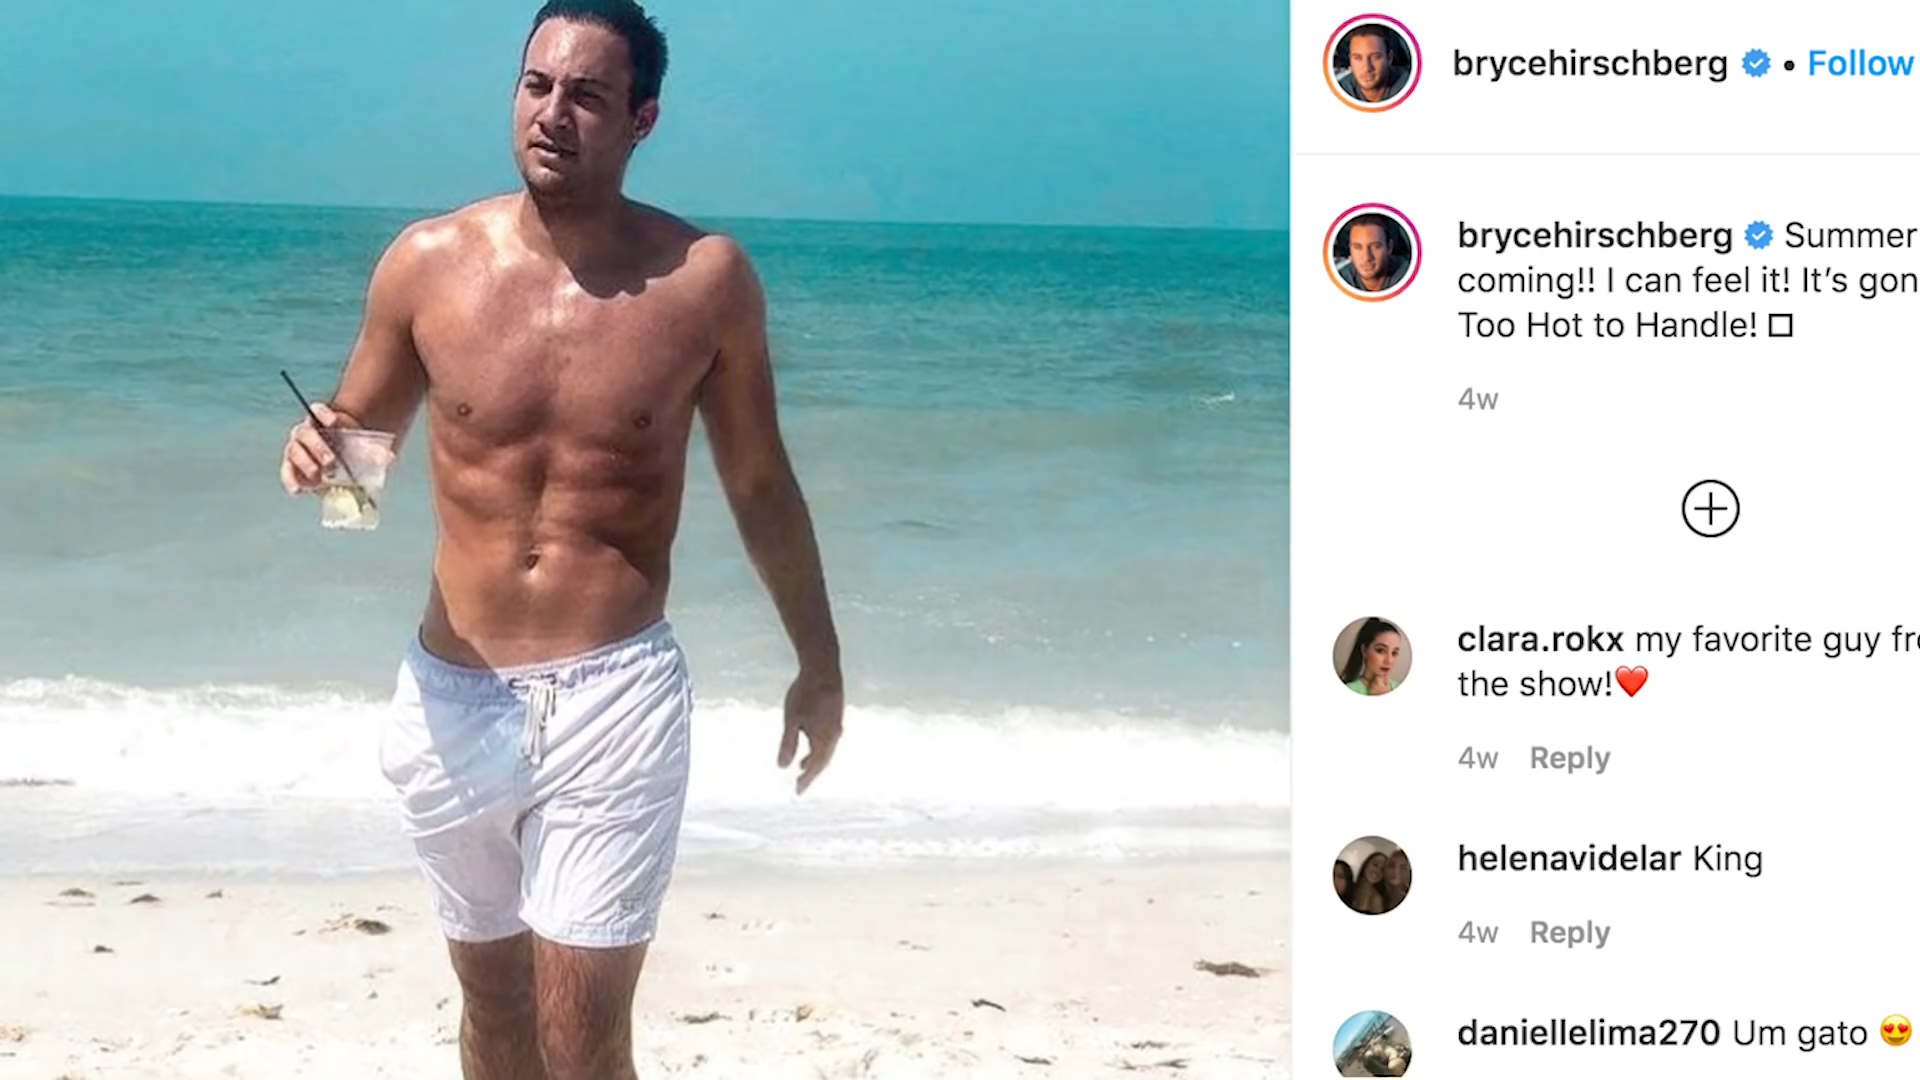 brycehirschberg • Follow
brycehirschberg Summer
coming!! I can feel it! It’s gon
Too Hot to Handle! □
4w
clara.rokx my favorite guy fr
the show!❤️
4w Reply
helenavidelar King
4w Reply
daniellelima270 Um gato 😍